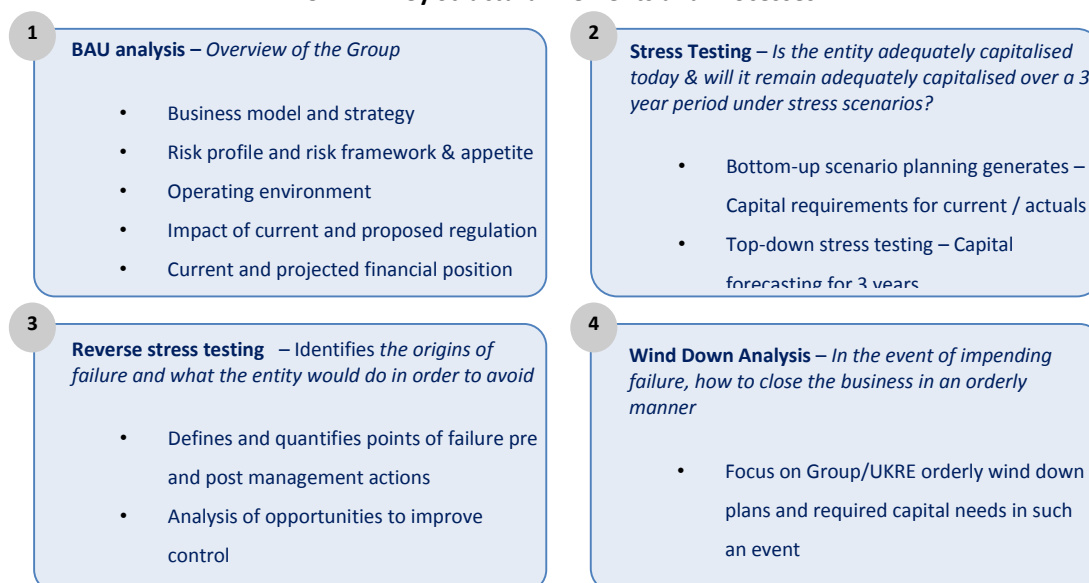 1
BAU analysis – Overview of the Group
• Business model and strategy
• Risk profile and risk framework & appetite
• Operating environment
• Impact of current and proposed regulation
• Current and projected financial position
2
Stress Testing – Is the entity adequately capitalised
today & will it remain adequately capitalised over a 3
year period under stress scenarios?
• Bottom-up scenario planning generates –
Capital requirements for current / actuals
• Top-down stress testing – Capital
forecasting for 3 years
3
Reverse stress testing – Identifies the origins of
failure and what the entity would do in order to avoid
• Defines and quantifies points of failure pre
and post management actions
• Analysis of opportunities to improve
control
4
Wind Down Analysis – In the event of impending
failure, how to close the business in an orderly
manner
• Focus on Group/UKRE orderly wind down
plans and required capital needs in such
an event